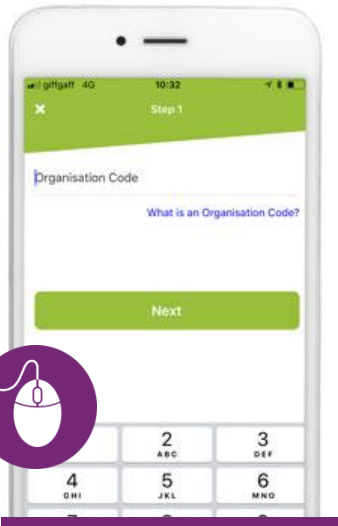 giffgaff 4G 10:32
Step 1
Organisation Code
What is an Organisation Code?
Next
2 3
ABC DEF
4 5 6
GHI JKL MNO